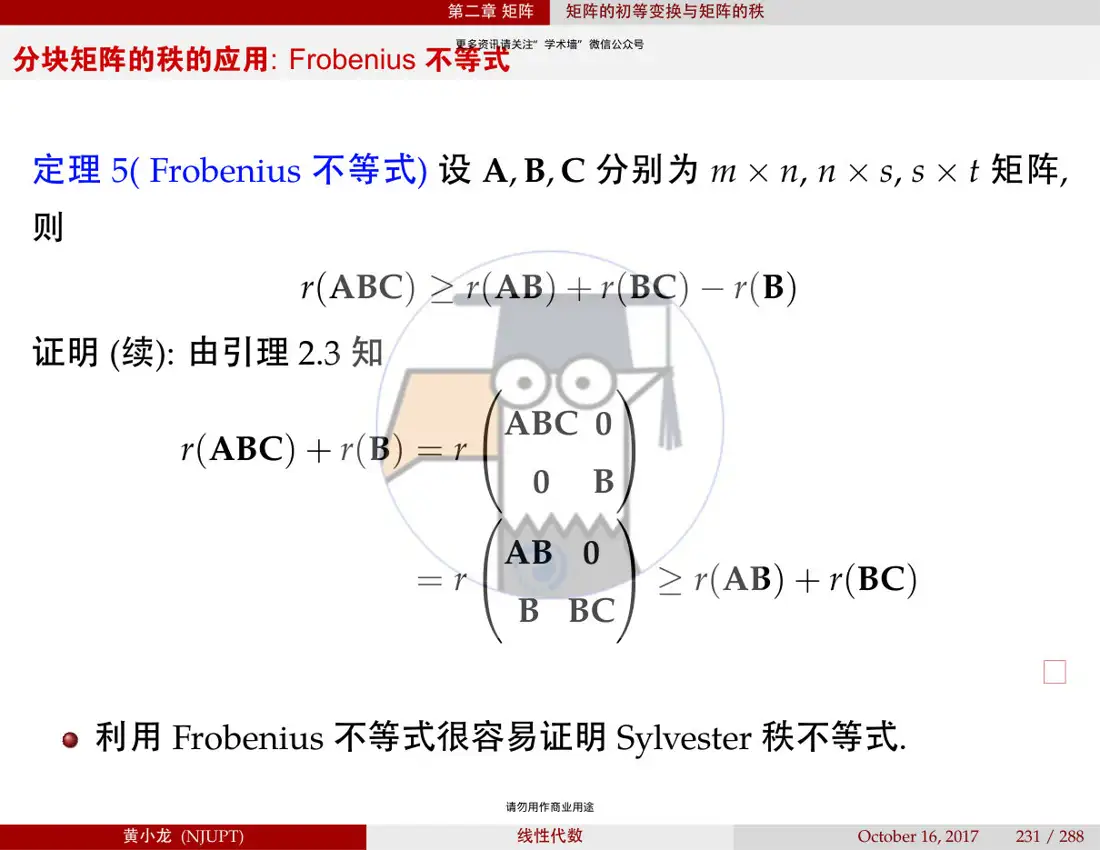 第二章 矩阵 矩阵的初等变换与矩阵的秩
更多资讯请关注“学术墙”微信公众号
分块矩阵的秩的应用: Frobenius 不等式
定理 5( Frobenius 不等式) 设 A, B, C 分别为 m × n, n × s, s × t 矩阵,
则
r(ABC) ≥ r(AB) + r(BC) − r(B)
证明 (续): 由引理 2.3 知
r(ABC) + r(B) = r
ABC 0
0 B
= r
AB 0
B BC
≥ r(AB) + r(BC)
利用 Frobenius 不等式很容易证明 Sylvester 秩不等式.
请勿用作商业用途
黄小龙 (NJUPT) 线性代数 October 16, 2017 231 / 288